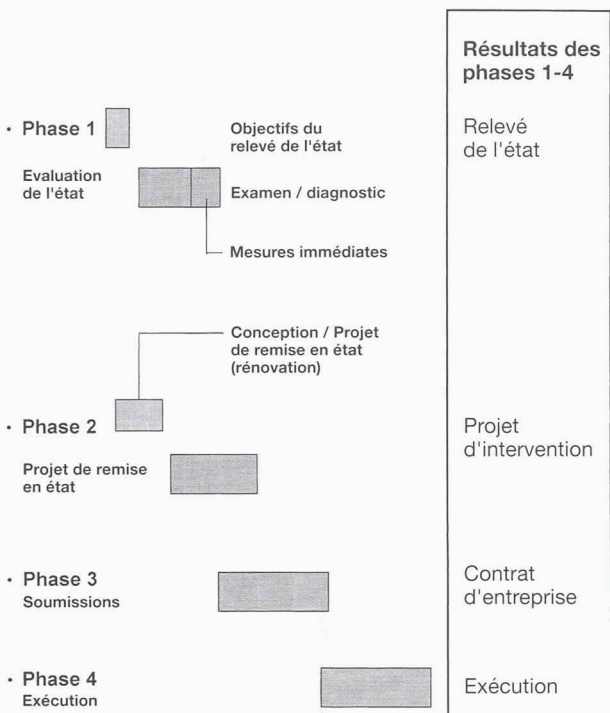 Résultats des
phases 1-4
· Phase 1
Objectifs du
relevé de l'état
Relevé
de l'état
Evaluation
de l'état
Examen / diagnostic
Mesures immédiates
Conception / Projet
de remise en état
(rénovation)
· Phase 2
Projet
d'intervention
Projet de remise
en état
· Phase 3
Soumissions
Contrat
d'entreprise
· Phase 4
Exécution
Exécution